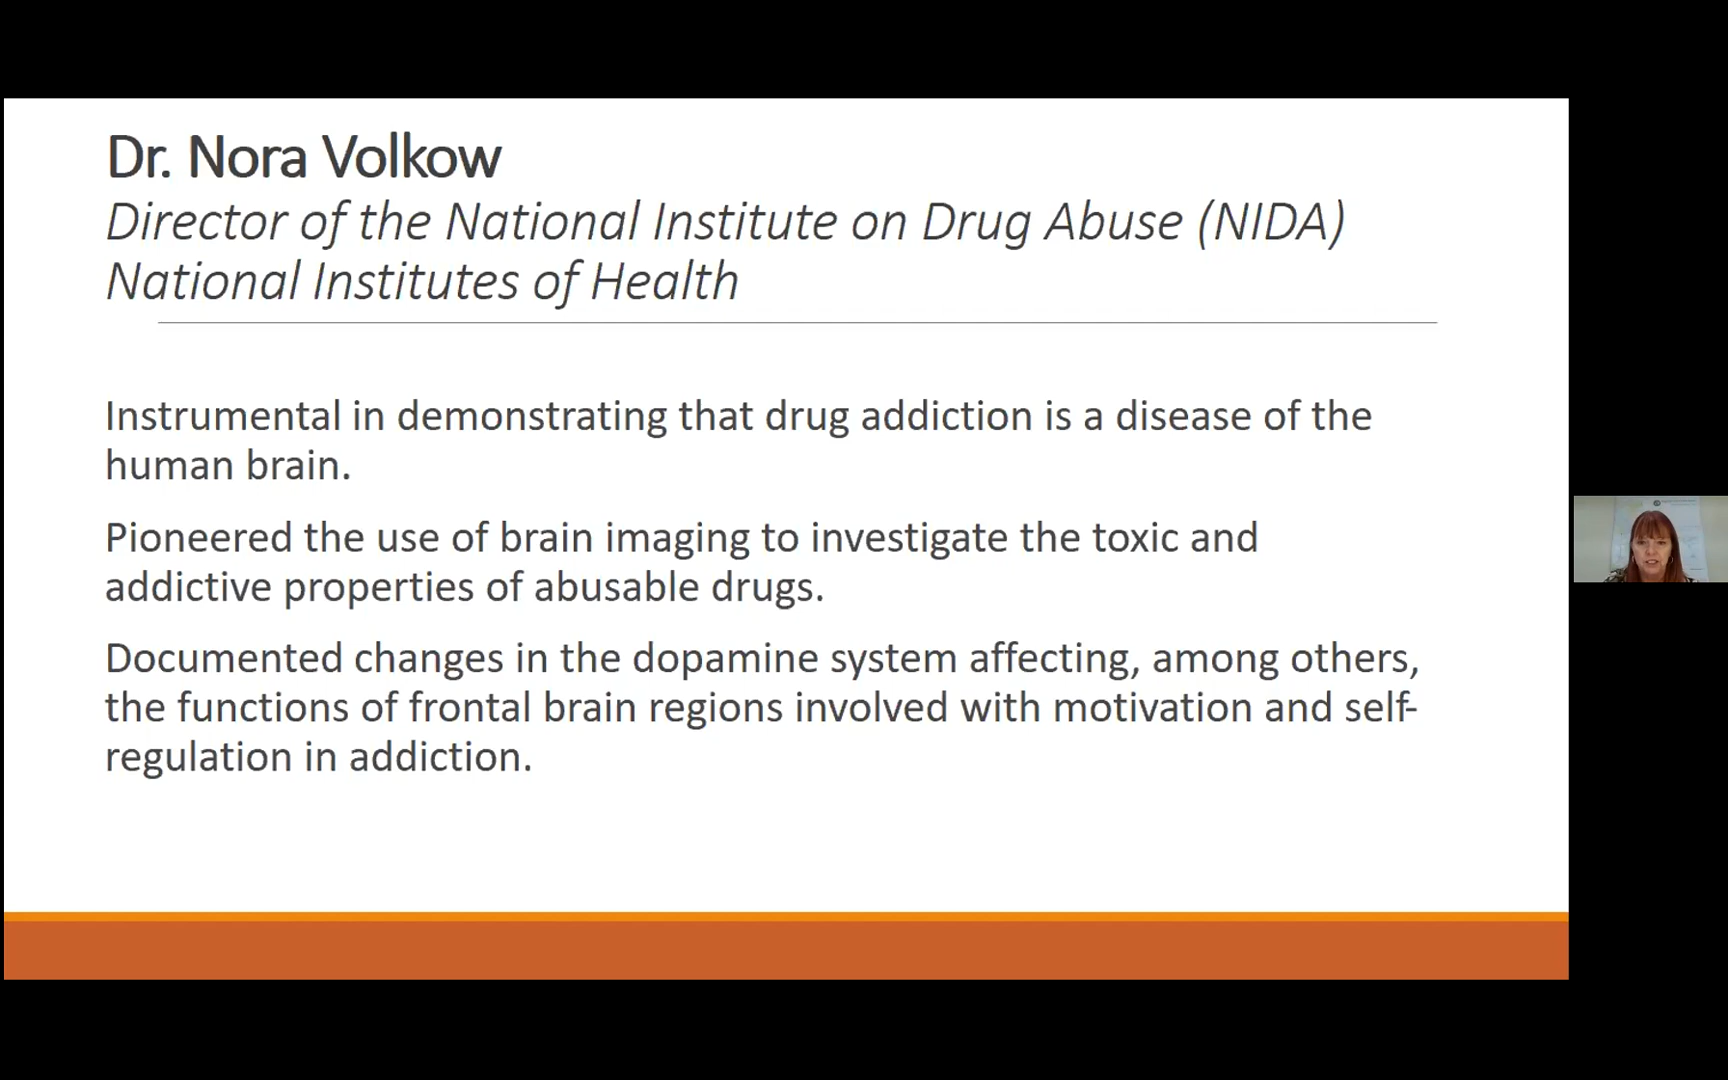 Dr. Nora Volkow
Director of the National Institute on Drug Abuse (NIDA)
National Institutes of Health
Instrumental in demonstrating that drug addiction is a disease of the
human brain.
Pioneered the use of brain imaging to investigate the toxic and
addictive properties of abusable drugs.
Documented changes in the dopamine system affecting, among others,
the functions of frontal brain regions involved with motivation and self-
regulation in addiction.